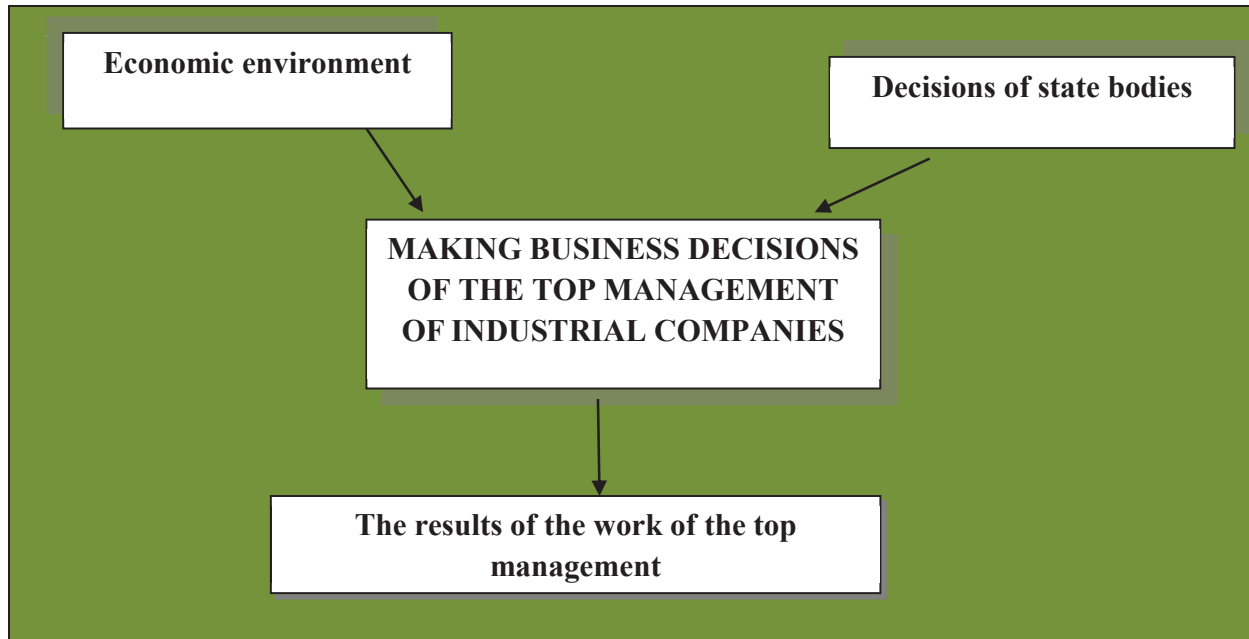 Economic environment
Decisions of state bodies
MAKING BUSINESS DECISIONS
OF THE TOP MANAGEMENT
OF INDUSTRIAL COMPANIES
The results of the work of the top
management